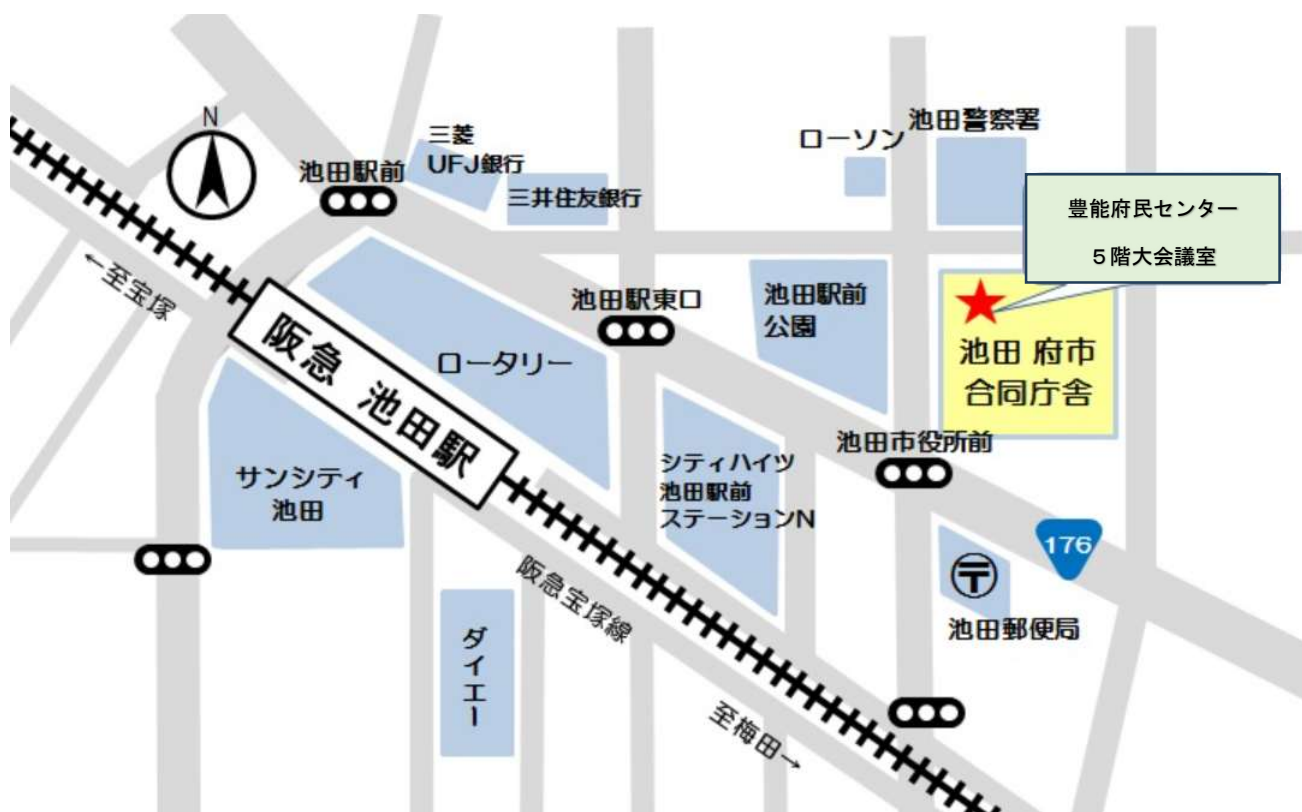 N
池田駅前
三菱
UFJ銀行
三井住友銀行
ローソン
池田警察署
豊能府民センター
5階大会議室
←至宝塚
阪急 池田駅
ロータリー
池田駅東口
池田駅前
公園
池田 府市
合同庁舎
サンシティ
池田
シティハイツ
池田駅前
ステーションN
池田市役所前
176
〒
池田郵便局
阪急宝塚線
ダイエー
至梅田→